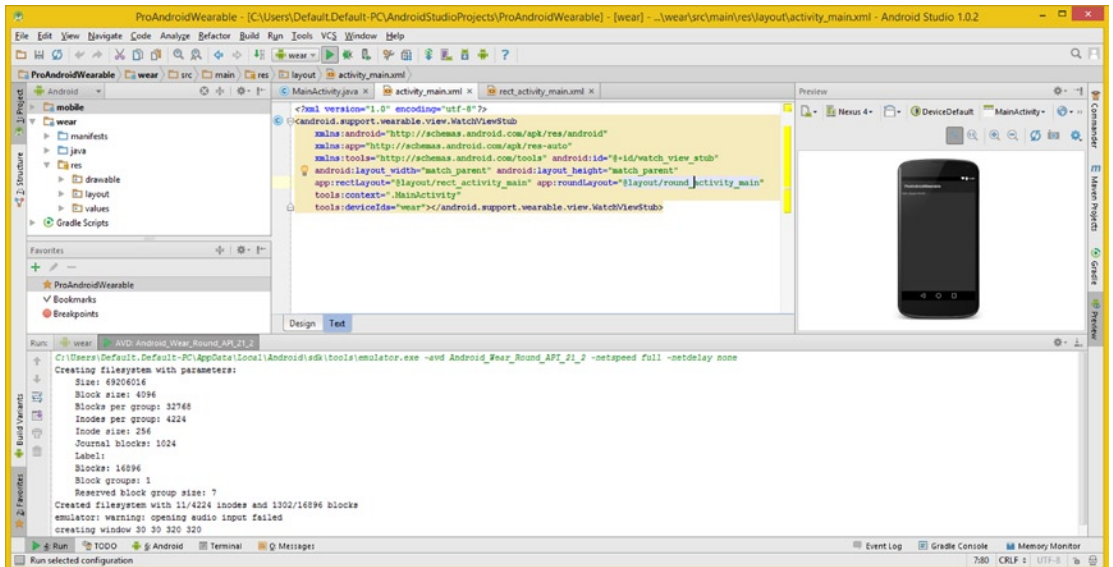 ProAndroidWearable - [C:\Users\Default.Default-PC\AndroidStudioProjects\ProAndroidWearable] - [wear] - ...\wear\src\main\res\layout\activity_main.xml - Android Studio 1.0.2
File Edit View Navigate Code Analyze Refactor Build Run Tools VCS Window Help
wear
ProAndroidWearable wear src main res layout activity_main.xml
Android
MainActivity.java activity_main.xml rect_activity_main.xml
Preview
1: Project
2: Structure
Build Variants
2: Favorites
mobile
wear
manifests
java
res
drawable
layout
values
Gradle Scripts
Favorites
ProAndroidWearable
Bookmarks
Breakpoints
<?xml version="1.0" encoding="utf-8"?>
<android.support.wearable.view.WatchViewStub
xmlns:android="http://schemas.android.com/apk/res/android"
xmlns:app="http://schemas.android.com/apk/res-auto"
xmlns:tools="http://schemas.android.com/tools" android:id="@+id/watch_view_stub"
android:layout_width="match_parent" android:layout_height="match_parent"
app:rectLayout="@layout/rect_activity_main" app:roundLayout="@layout/round_activity_main"
tools:context=".MainActivity"
tools:deviceIds="wear"></android.support.wearable.view.WatchViewStub>
Design Text
Nexus 4 DeviceDefault MainActivity
ProAndroidWearable
Commander
Maven Projects
Gradle
Preview
Run: wear AVD: Android_Wear_Round_API_21_2
C:\Users\Default.Default-PC\AppData\Local\Android\sdk\tools\emulator.exe -avd Android_Wear_Round_API_21_2 -netspeed full -netdelay none
Creating filesystem with parameters:
Size: 69206016
Block size: 4096
Blocks per group: 32768
Inodes per group: 4224
Inode size: 256
Journal blocks: 1024
Label:
Blocks: 16896
Block groups: 1
Reserved block group size: 7
Created filesystem with 11/4224 inodes and 1302/16896 blocks
emulator: warning: opening audio input failed
creating window 30 30 320 320
4: Run TODO 6: Android Terminal 0: Messages Event Log Gradle Console Memory Monitor
Run selected configuration 7:80 CRLF UTF-8